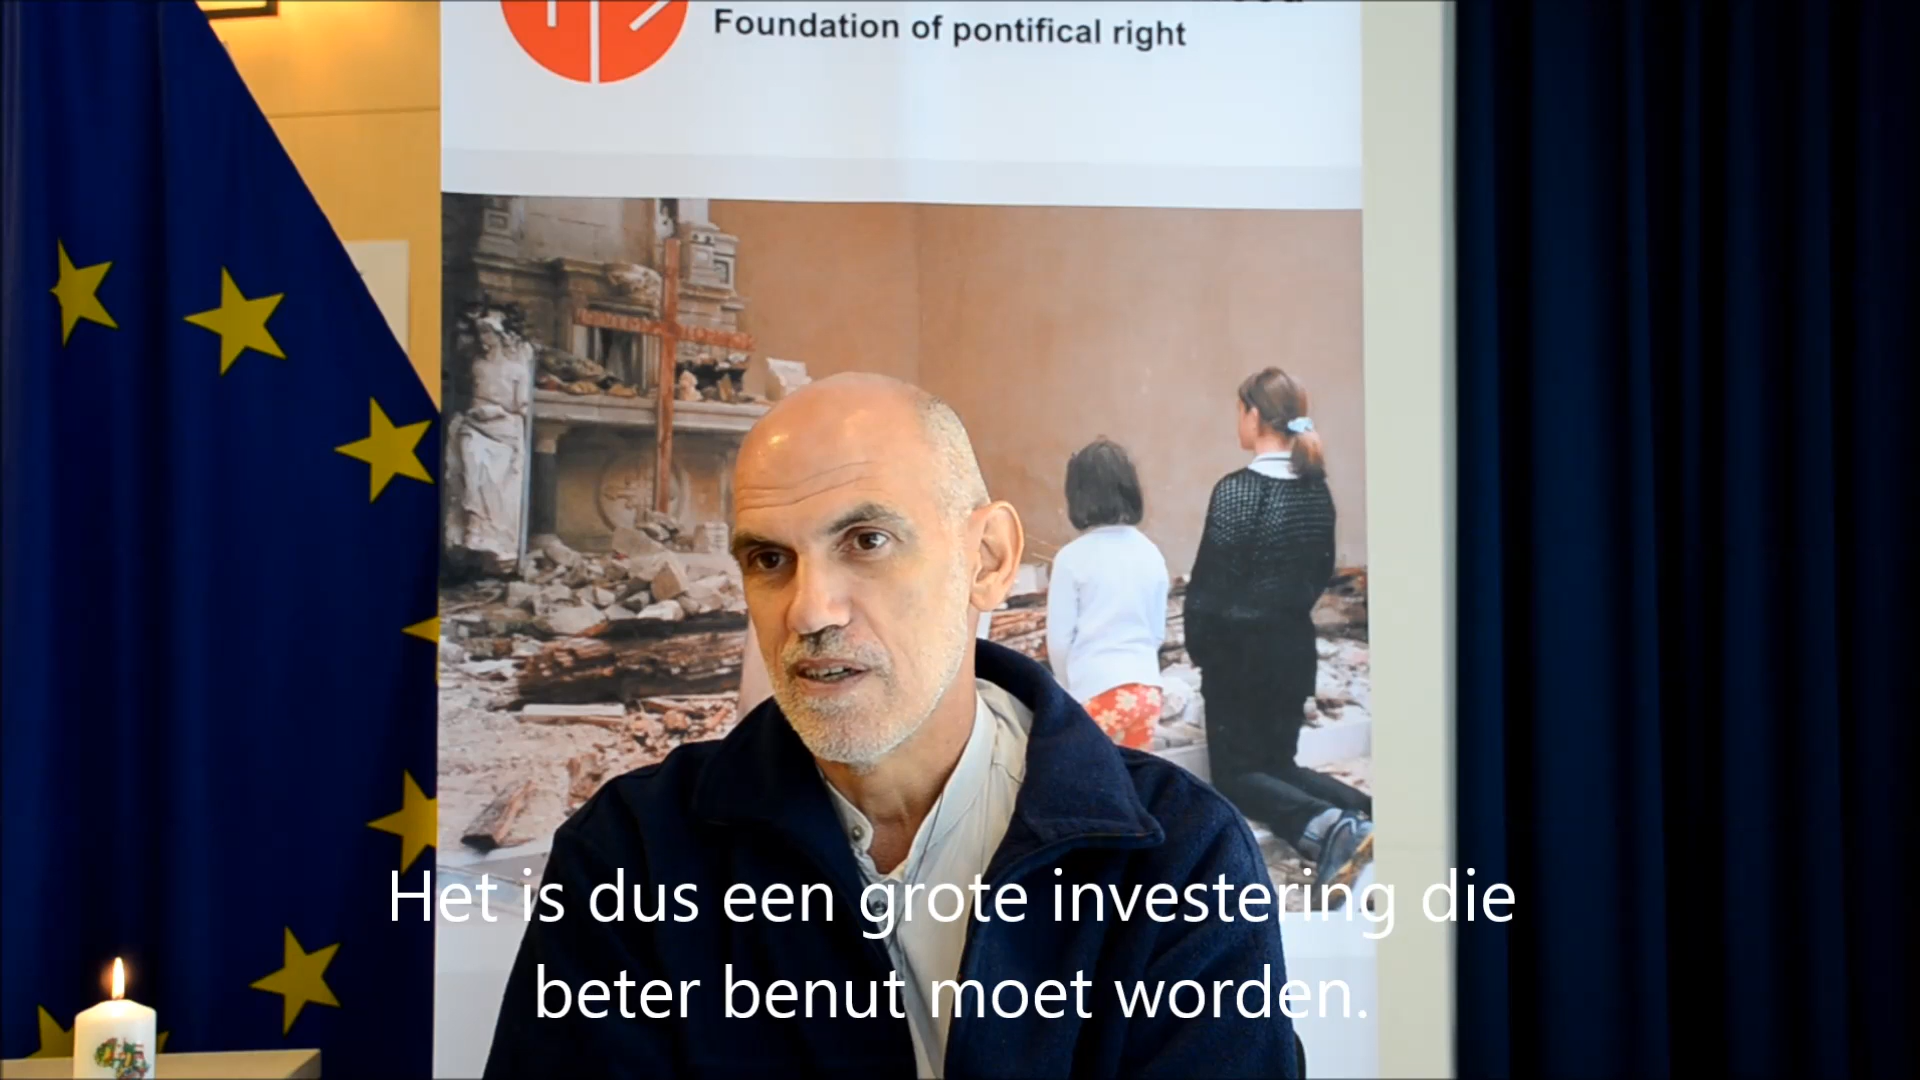 Foundation of pontifical right
Het is dus een grote investering die
beter benut moet worden.